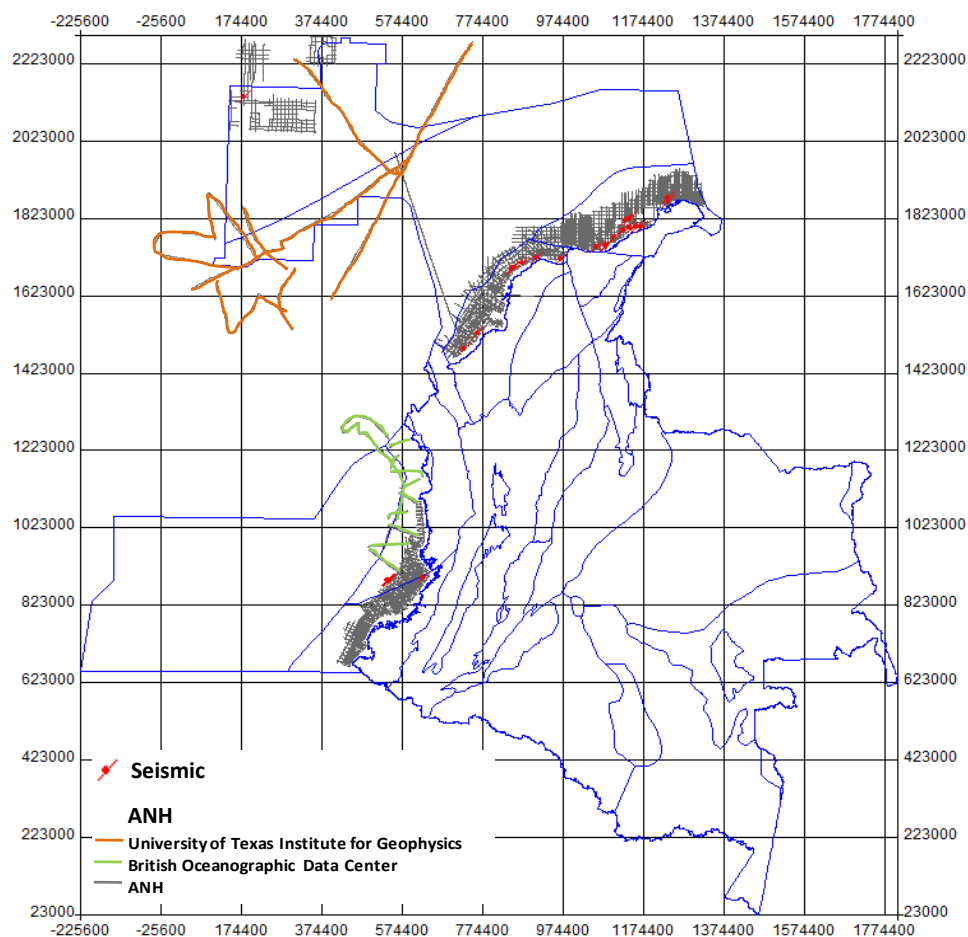 -225600 -25600 174400 374400 574400 774400 974400 1174400 1374400 1574400 1774400
2223000 2223000
2023000 2023000
1823000 1823000
1623000 1623000
1423000 1423000
1223000 1223000
1023000 1023000
823000 823000
623000 623000
423000 423000
223000 223000
23000 23000
Seismic
ANH
University of Texas Institute for Geophysics
British Oceanographic Data Center
ANH
-225600 -25600 174400 374400 574400 774400 974400 1174400 1374400 1574400 1774400